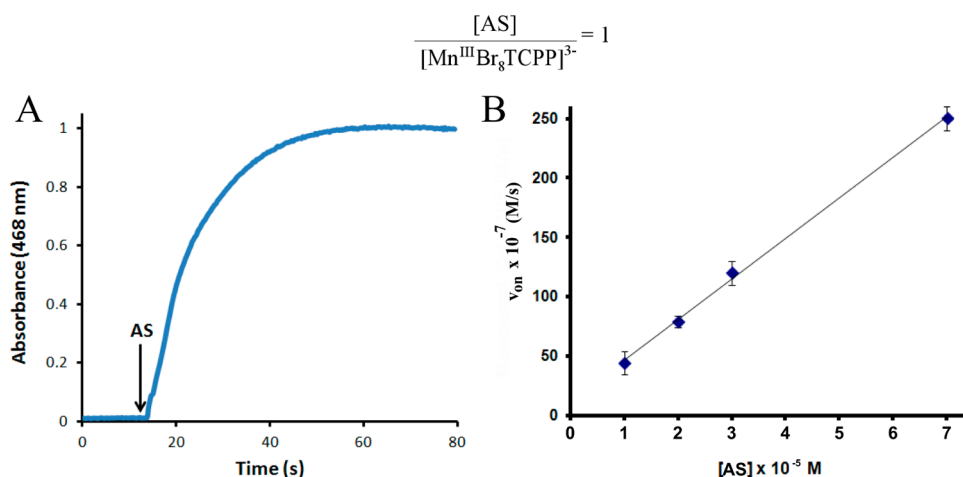 [AS]
[Mn^III Br₈TCPP]³⁻ = 1
A
B
Absorbance (468 nm)
1
0.8
0.6
0.4
0.2
0
AS
0 20 40 60 80
Time (s)
v_on x 10⁻⁷ (M/s)
250
200
150
100
50
0
0 1 2 3 4 5 6 7
[AS] x 10⁻⁵ M